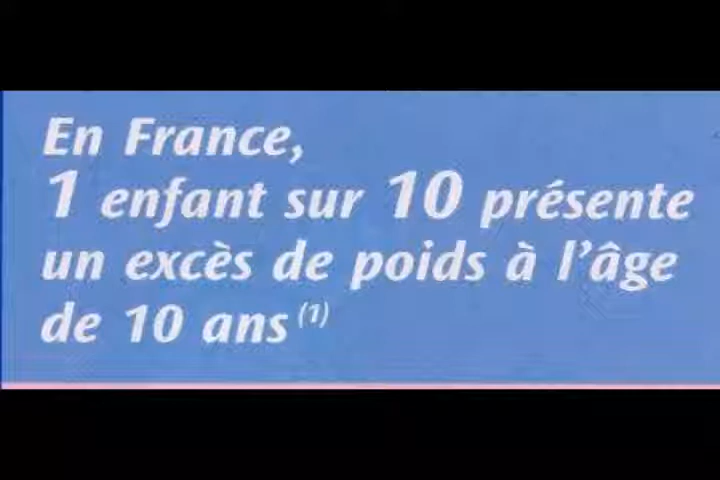 En France,
1 enfant sur 10 présente
un excès de poids à l'âge
de 10 ans (1)